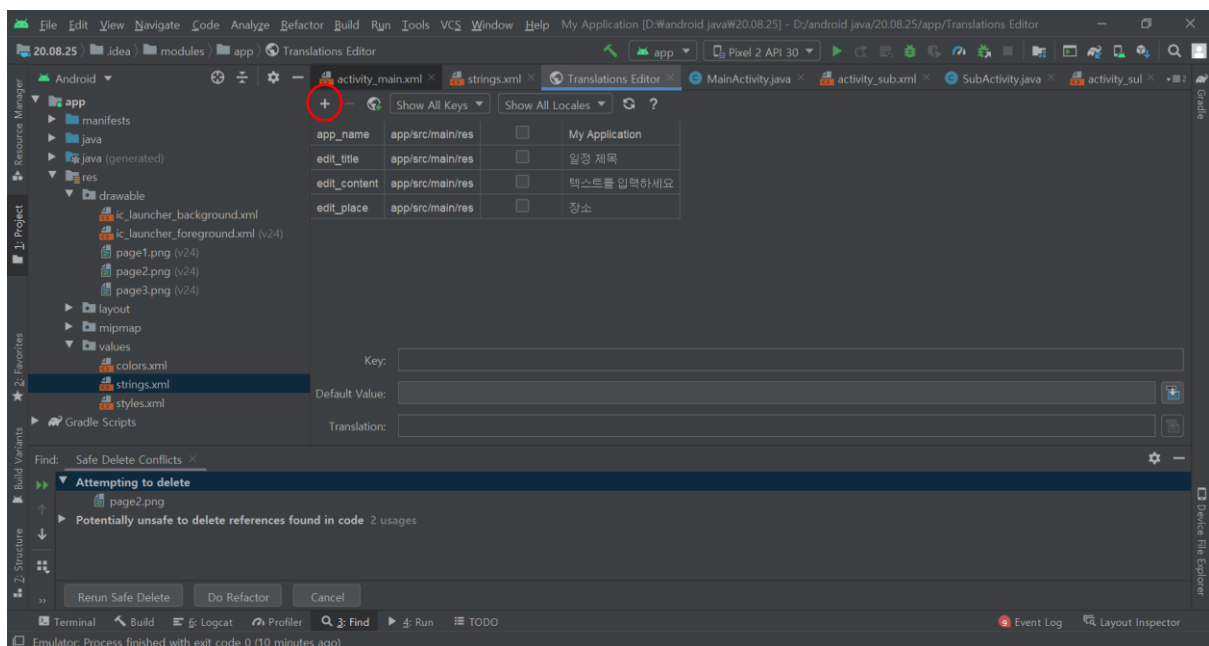 File Edit View Navigate Code Analyze Refactor Build Run Tools VCS Window Help My Application [D:₩android java₩20.08.25] - D:/android java/20.08.25/app/Translations Editor
20.08.25 .idea modules app Translations Editor app Pixel 2 API 30
Android activity_main.xml strings.xml Translations Editor MainActivity.java activity_sub.xml SubActivity.java activity_sul 2
Resource Manager
1: Project
2: Favorites
Build Variants
Z: Structure
app
manifests
java
java (generated)
res
drawable
ic_launcher_background.xml
ic_launcher_foreground.xml (v24)
page1.png (v24)
page2.png (v24)
page3.png (v24)
layout
mipmap
values
colors.xml
strings.xml
styles.xml
Gradle Scripts
+ − Show All Keys Show All Locales ?
app_name app/src/main/res My Application
edit_title app/src/main/res 일정 제목
edit_content app/src/main/res 텍스트를 입력하세요
edit_place app/src/main/res 장소
Key:
Default Value:
Translation:
Gradle
Device File Explorer
Find: Safe Delete Conflicts
Attempting to delete
page2.png
Potentially unsafe to delete references found in code 2 usages
Rerun Safe Delete Do Refactor Cancel
Terminal Build 6: Logcat Profiler 3: Find 4: Run TODO 9 Event Log Layout Inspector
Emulator: Process finished with exit code 0 (10 minutes ago)